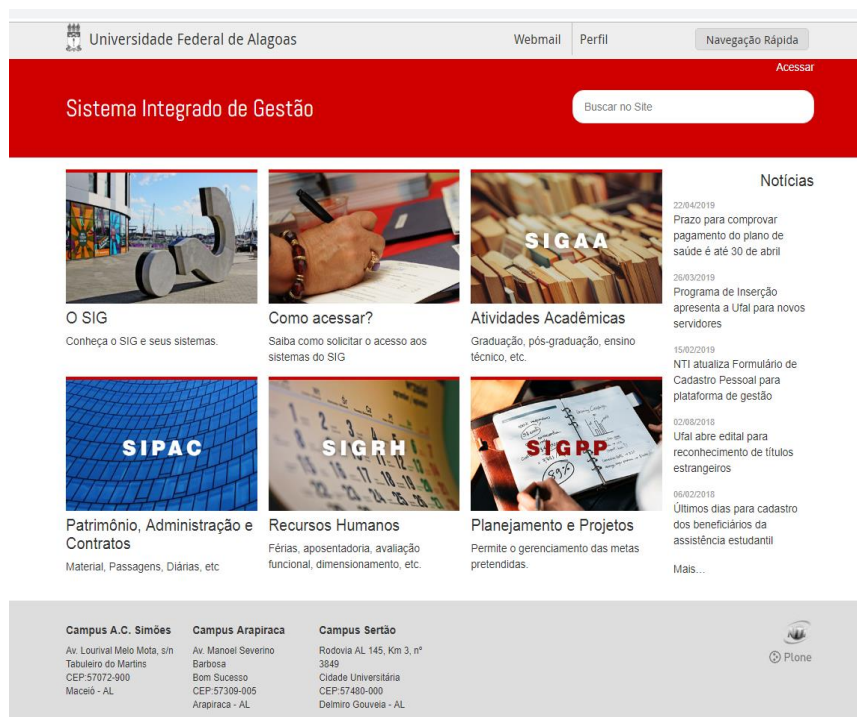 Universidade Federal de Alagoas
Webmail
Perfil
Navegação Rápida
Acessar
Sistema Integrado de Gestão
Buscar no Site
O SIG
Conheça o SIG e seus sistemas.
Como acessar?
Saiba como solicitar o acesso aos
sistemas do SIG
SIGAA
Atividades Acadêmicas
Graduação, pós-graduação, ensino
técnico, etc.
SIPAC
Patrimônio, Administração e
Contratos
Material, Passagens, Diárias, etc
SIGRH
Recursos Humanos
Férias, aposentadoria, avaliação
funcional, dimensionamento, etc.
SIGPP
89%
Planejamento e Projetos
Permite o gerenciamento das metas
pretendidas.
Notícias
22/04/2019
Prazo para comprovar
pagamento do plano de
saúde é até 30 de abril
26/03/2019
Programa de Inserção
apresenta a Ufal para novos
servidores
15/02/2019
NTI atualiza Formulário de
Cadastro Pessoal para
plataforma de gestão
02/08/2018
Ufal abre edital para
reconhecimento de títulos
estrangeiros
06/02/2018
Últimos dias para cadastro
dos beneficiários da
assistência estudantil
Mais…
Campus A.C. Simões
Av. Lourival Melo Mota, s/n
Tabuleiro do Martins
CEP:57072-900
Maceió - AL
Campus Arapiraca
Av. Manoel Severino
Barbosa
Bom Sucesso
CEP:57309-005
Arapiraca - AL
Campus Sertão
Rodovia AL 145, Km 3, nº
3849
Cidade Universitária
CEP:57480-000
Delmiro Gouveia - AL
Plone